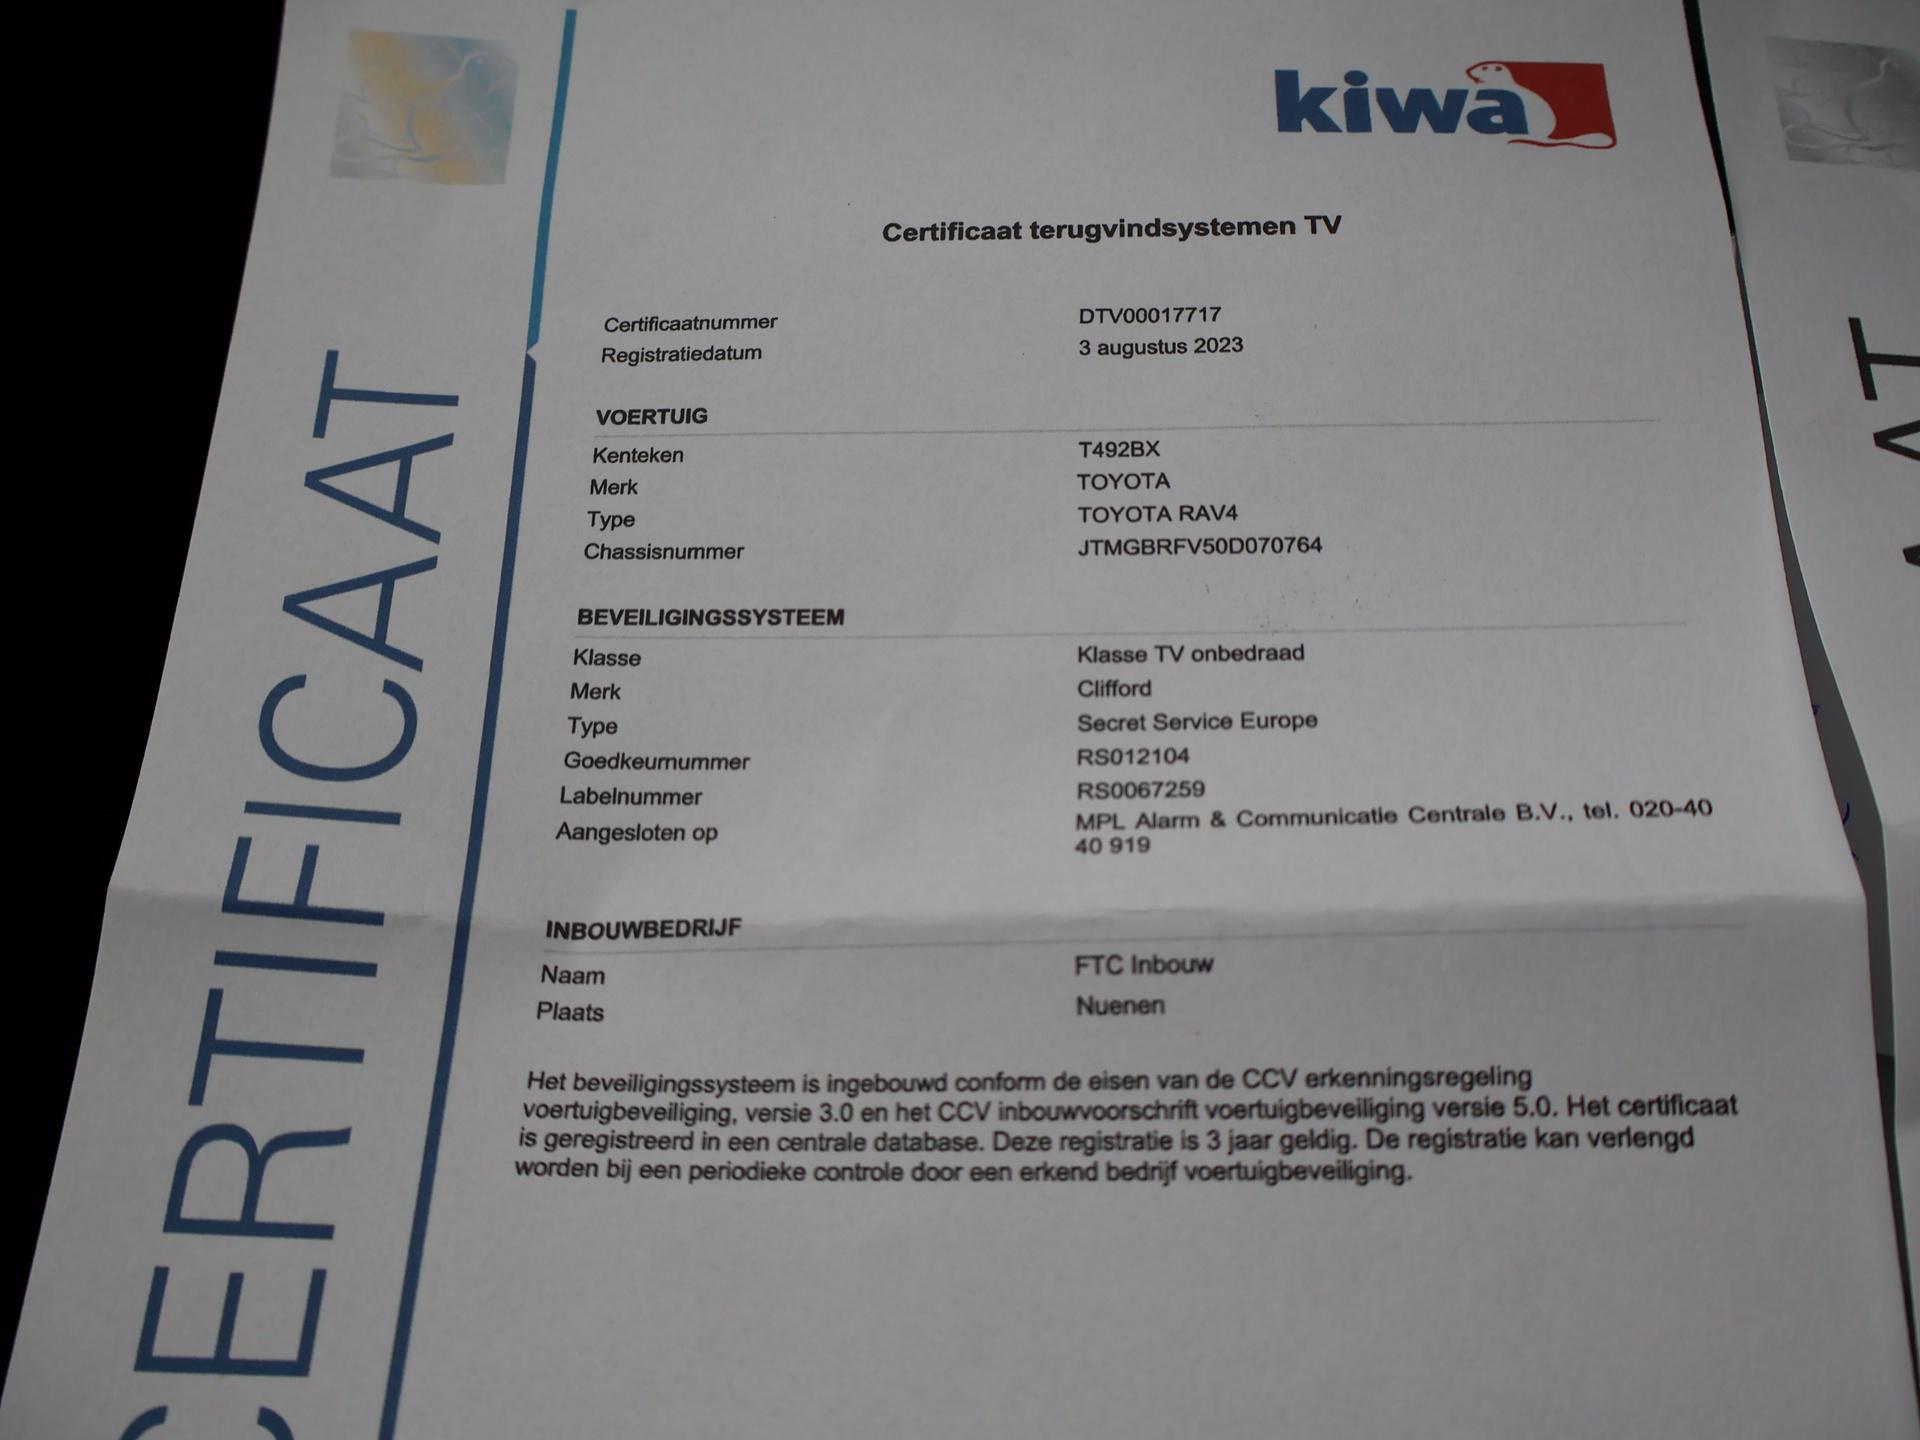 kiwa
Certificaat terugvindsystemen TV
Certificaatnummer DTV00017717
Registratiedatum 3 augustus 2023
VOERTUIG
Kenteken T492BX
Merk TOYOTA
Type TOYOTA RAV4
Chassisnummer JTMGBRFV50D070764
BEVEILIGINGSSYSTEEM
Klasse Klasse TV onbedraad
Merk Clifford
Type Secret Service Europe
Goedkeurnummer RS012104
Labelnummer RS0067259
Aangesloten op MPL Alarm & Communicatie Centrale B.V., tel. 020-40
40 919
INBOUWBEDRIJF
Naam FTC Inbouw
Plaats Nuenen
Het beveiligingssysteem is ingebouwd conform de eisen van de CCV erkenningsregeling
voertuigbeveiliging, versie 3.0 en het CCV inbouwvoorschrift voertuigbeveiliging versie 5.0. Het certificaat
is geregistreerd in een centrale database. Deze registratie is 3 jaar geldig. De registratie kan verlengd
worden bij een periodieke controle door een erkend bedrijf voertuigbeveiliging.
CERTIFICAAT
AAT